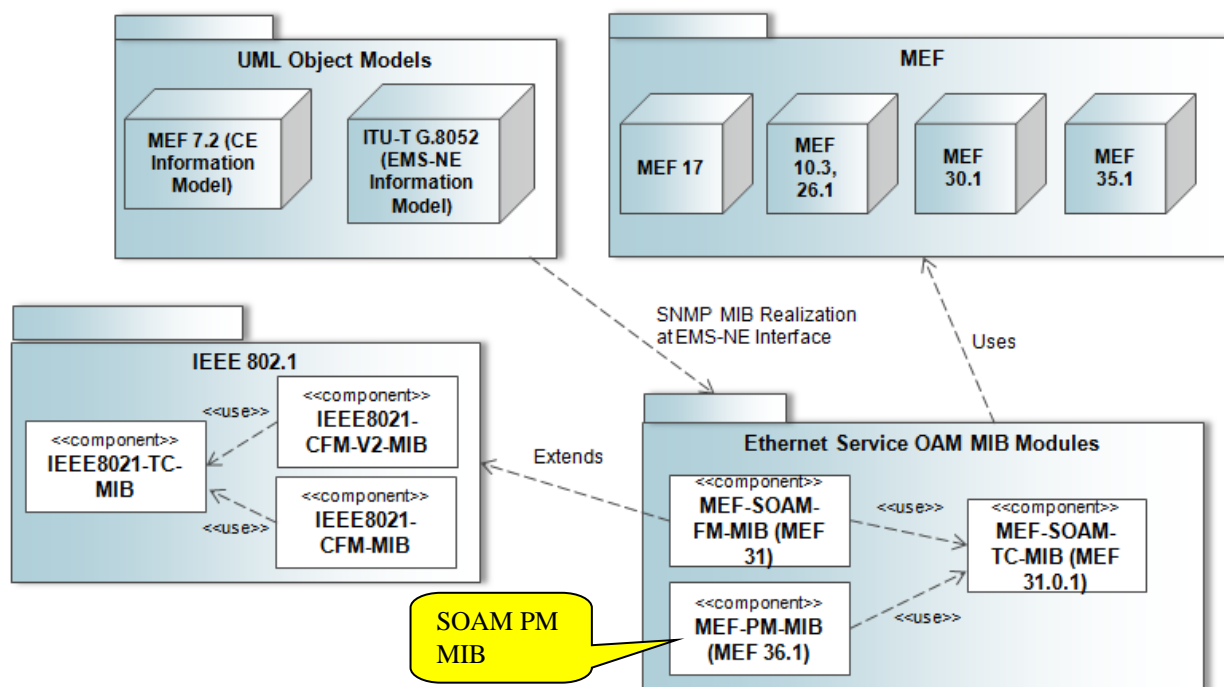 UML Object Models
MEF 7.2 (CE
Information
Model)
ITU-T G.8052
(EMS-NE
Information
Model)
MEF
MEF 17
MEF
10.3,
26.1
MEF
30.1
MEF
35.1
SNMP MIB Realization
at EMS-NE Interface
Uses
IEEE 802.1
<<component>>
IEEE8021-TC-
MIB
<<use>>
<<component>>
IEEE8021-
CFM-V2-MIB
<<use>>
<<component>>
IEEE8021-
CFM-MIB
Extends
Ethernet Service OAM MIB Modules
<<component>>
MEF-SOAM-
FM-MIB (MEF
31)
<<use>>
<<component>>
MEF-SOAM-
TC-MIB (MEF
31.0.1)
<<component>>
MEF-PM-MIB
(MEF 36.1)
<<use>>
SOAM PM
MIB